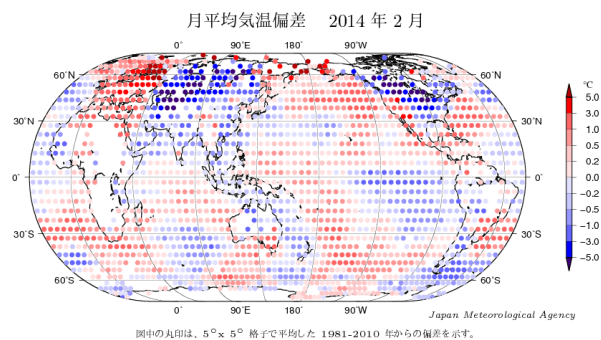 月平均気温偏差 2014 年 2 月
0° 90°E 180° 90°W
60°N 60°N
℃
5.0
3.0
30°N 30°N
1.0
0.5
0.2
0° 0°
0.0
−0.2
−0.5
−1.0
30°S 30°S
−3.0
−5.0
60°S 60°S
0° 90°E 180° 90°W
Japan Meteorological Agency
図中の丸印は、5°x 5° 格子で平均した 1981-2010 年からの偏差を示す。